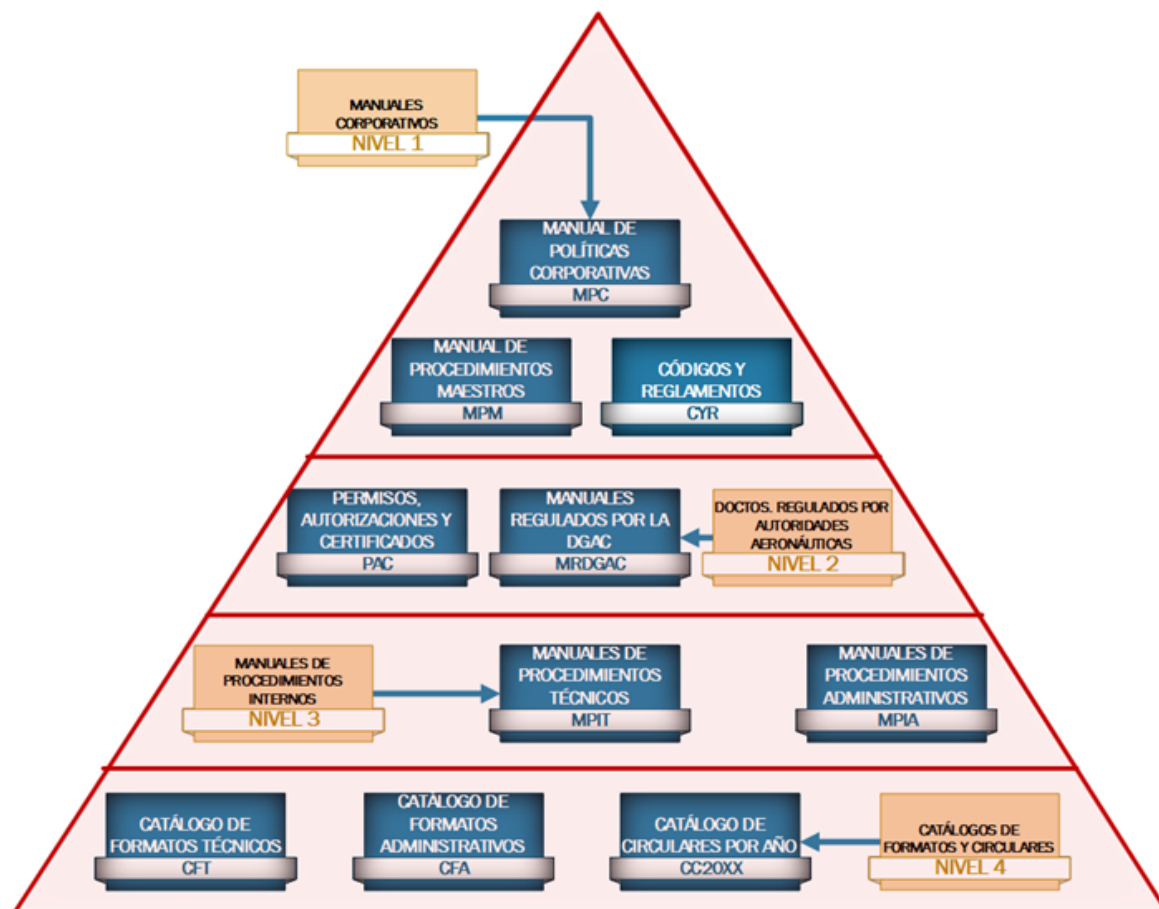 MANUALES
CORPORATIVOS
NIVEL 1
MANUAL DE
POLÍTICAS
CORPORATIVAS
MPC
MANUAL DE
PROCEDIMIENTOS
MAESTROS
MPM
CÓDIGOS Y
REGLAMENTOS
CYR
PERMISOS,
AUTORIZACIONES Y
CERTIFICADOS
PAC
MANUALES
REGULADOS POR LA
DGAC
MRDGAC
DOCTOS. REGULADOS POR
AUTORIDADES
AERONÁUTICAS
NIVEL 2
MANUALES DE
PROCEDIMIENTOS
INTERNOS
NIVEL 3
MANUALES DE
PROCEDIMIENTOS
TÉCNICOS
MPIT
MANUALES DE
PROCEDIMIENTOS
ADMINISTRATIVOS
MPIA
CATÁLOGO DE
FORMATOS TÉCNICOS
CFT
CATÁLOGO DE
FORMATOS
ADMINISTRATIVOS
CFA
CATÁLOGO DE
CIRCULARES POR AÑO
CC20XX
CATÁLOGOS DE
FORMATOS Y CIRCULARES
NIVEL 4